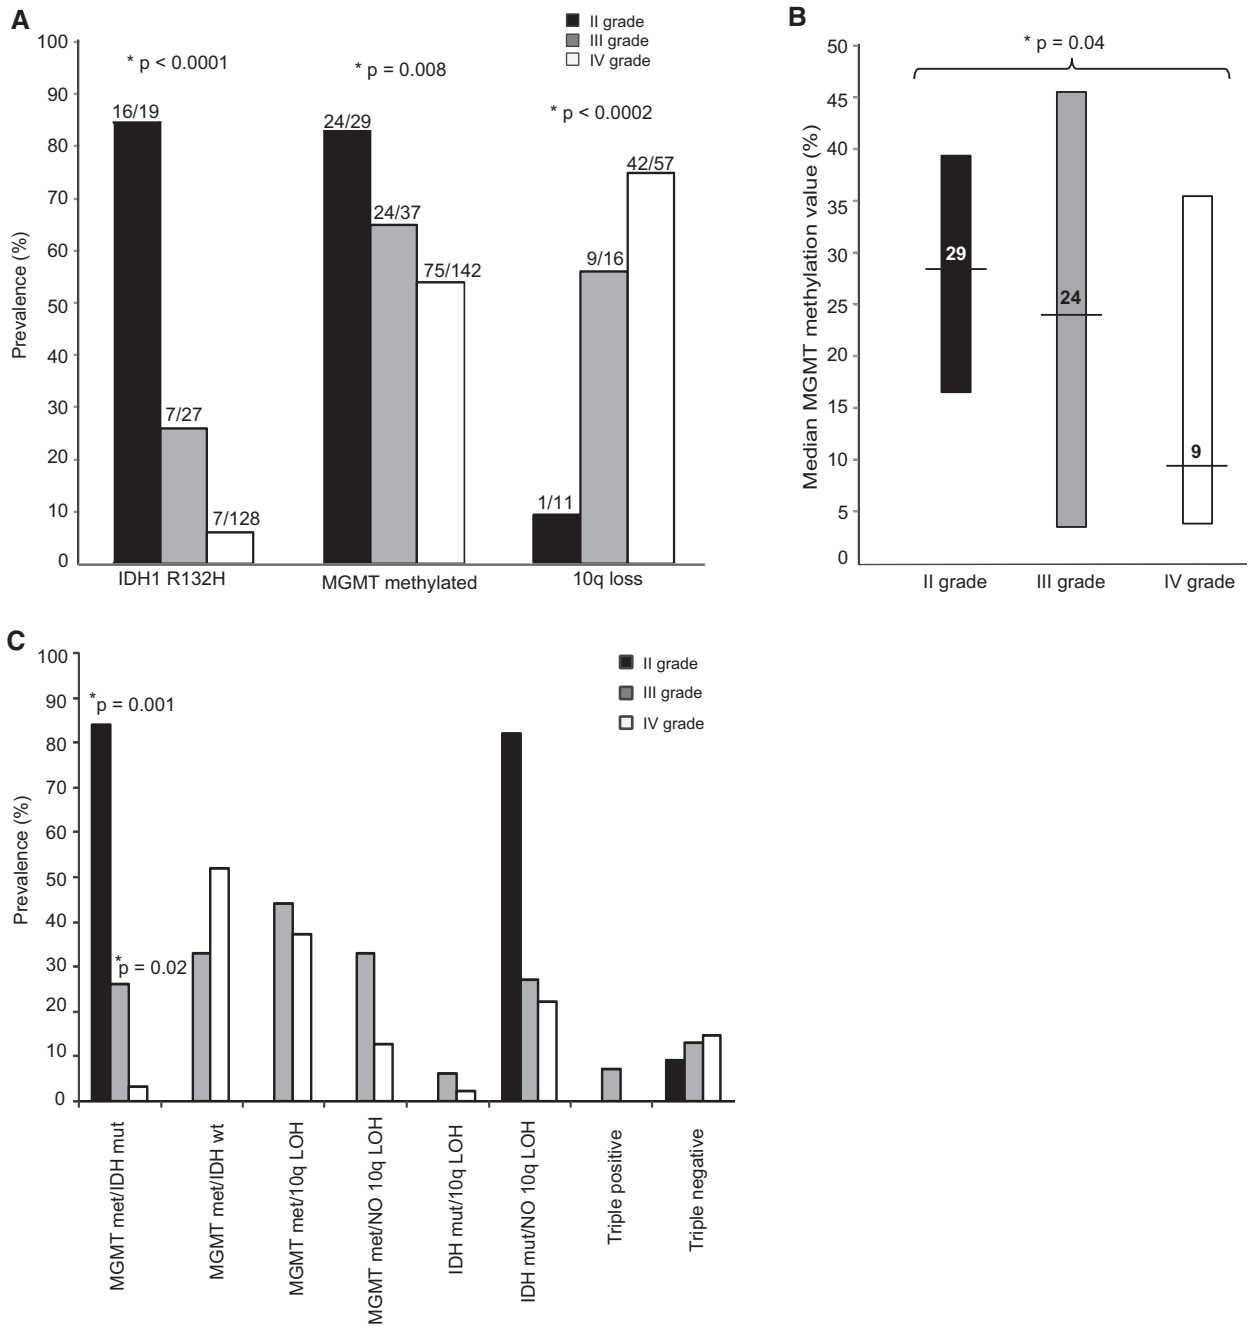 A
II grade
III grade
IV grade
* p < 0.0001
* p = 0.008
* p < 0.0002
Prevalence (%)
100
90
80
70
60
50
40
30
20
10
0
16/19
7/27
7/128
24/29
24/37
75/142
1/11
9/16
42/57
IDH1 R132H
MGMT methylated
10q loss
B
* p = 0.04
Median MGMT methylation value (%)
50
45
40
35
30
25
20
15
10
5
0
29
24
9
II grade
III grade
IV grade
C
II grade
III grade
IV grade
*p = 0.001
*p = 0.02
Prevalence (%)
100
90
80
70
60
50
40
30
20
10
0
MGMT met/IDH mut
MGMT met/IDH wt
MGMT met/10q LOH
MGMT met/NO 10q LOH
IDH mut/10q LOH
IDH mut/NO 10q LOH
Triple positive
Triple negative